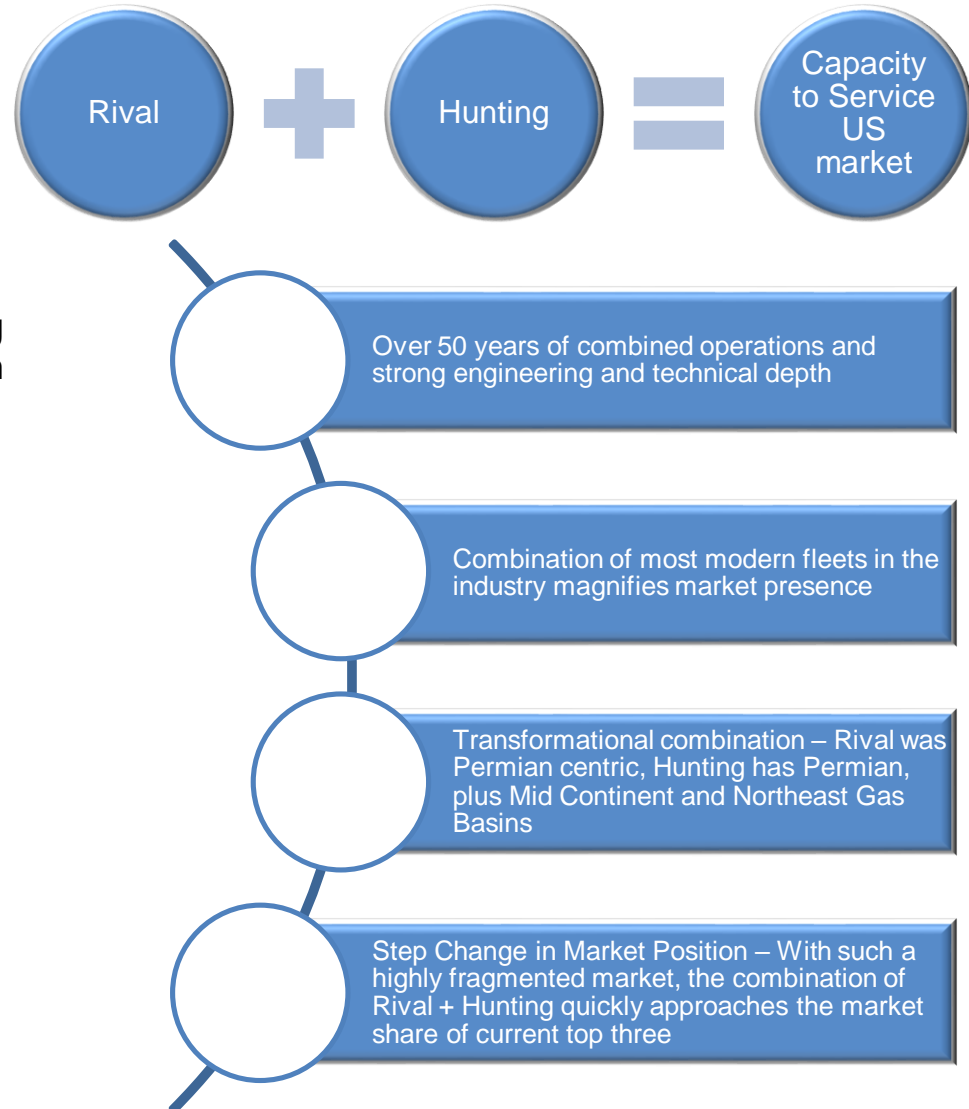 Rival
Hunting
Capacity
to Service
US
market
Over 50 years of combined operations and
strong engineering and technical depth
Combination of most modern fleets in the
industry magnifies market presence
Transformational combination – Rival was
Permian centric, Hunting has Permian,
plus Mid Continent and Northeast Gas
Basins
Step Change in Market Position – With such a
highly fragmented market, the combination of
Rival + Hunting quickly approaches the market
share of current top three